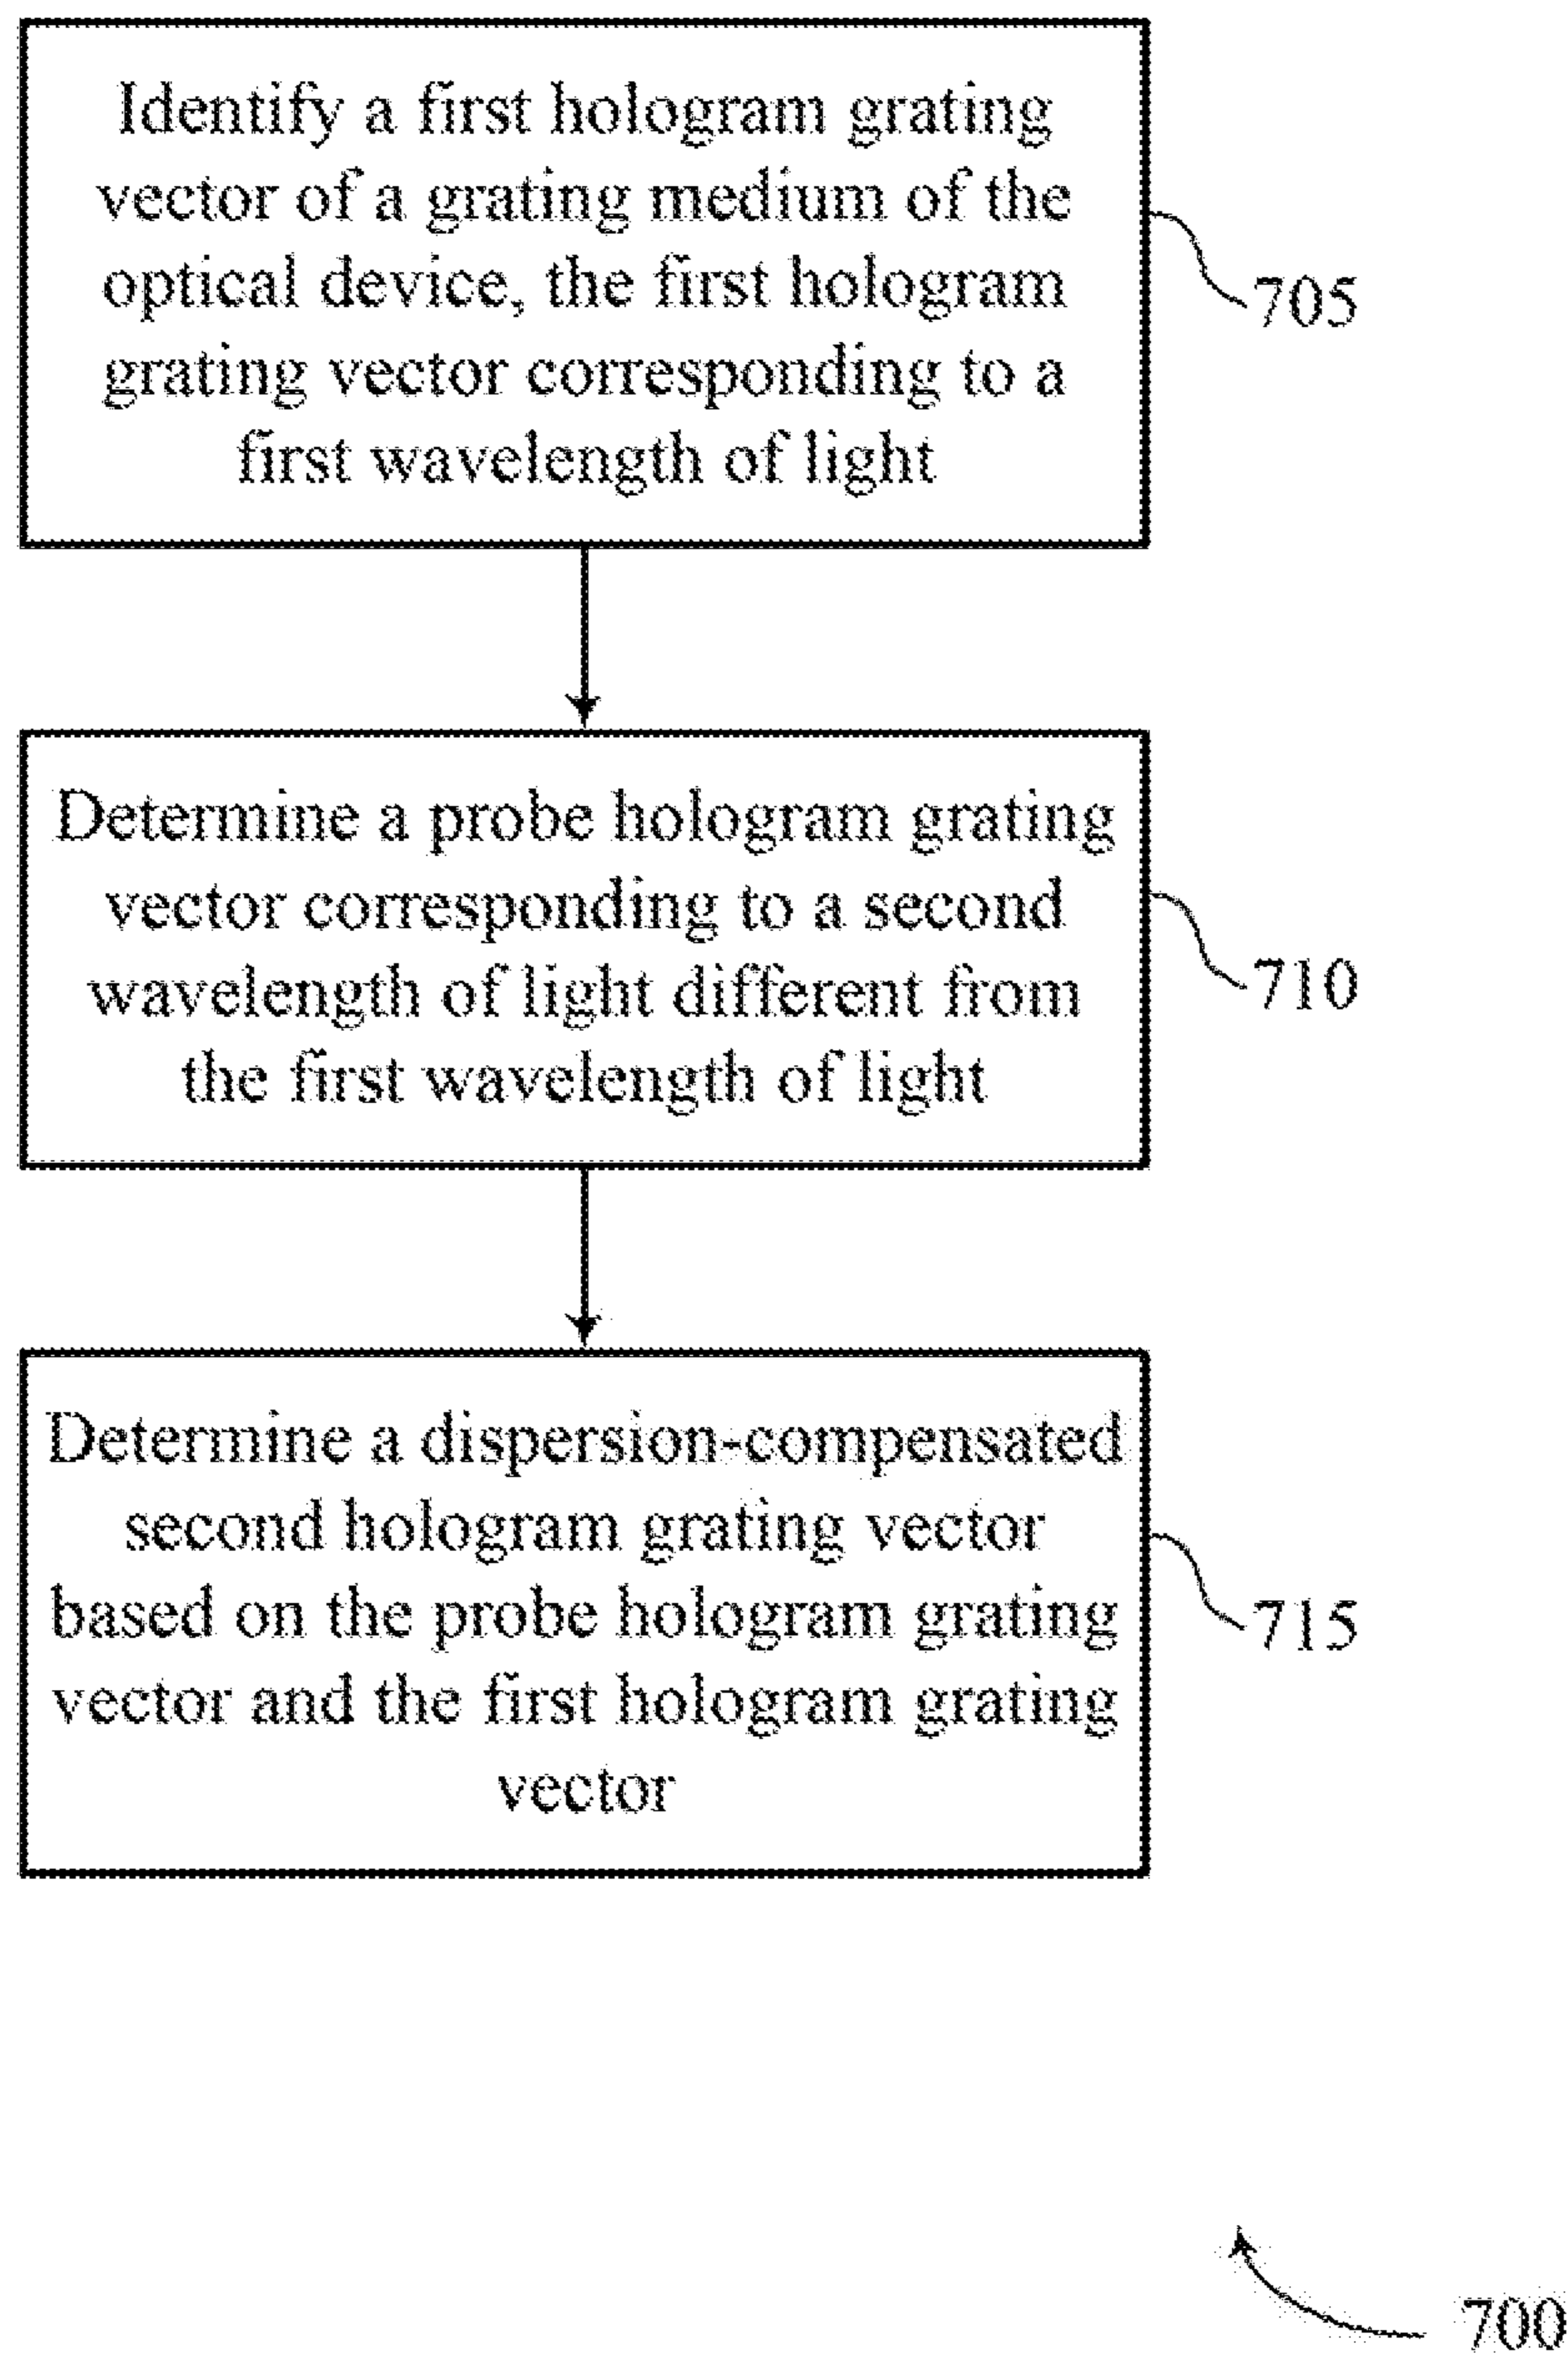 Identify a first hologram grating
vector of a grating medium of the
optical device, the first hologram
grating vector corresponding to a
first wavelength of light
705
Determine a probe hologram grating
vector corresponding to a second
wavelength of light different from
the first wavelength of light
710
Determine a dispersion-compensated
second hologram grating vector
based on the probe hologram grating
vector and the first hologram grating
vector
715
700